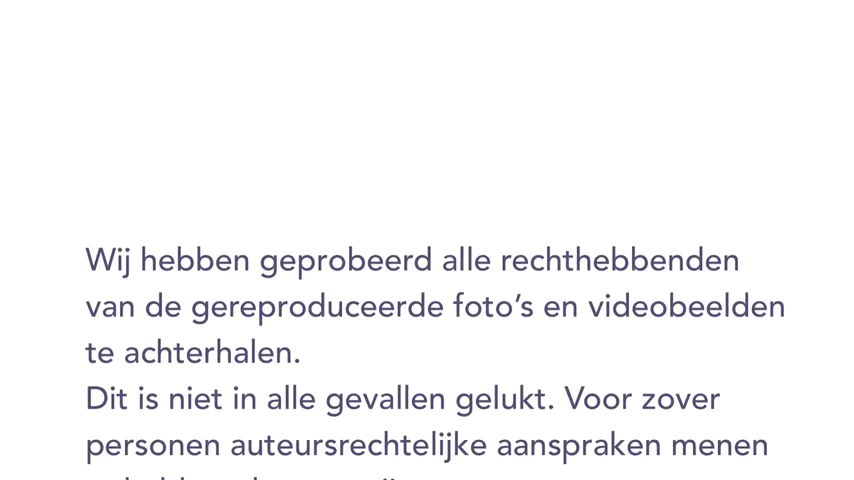 Wij hebben geprobeerd alle rechthebbenden
van de gereproduceerde foto’s en videobeelden
te achterhalen.
Dit is niet in alle gevallen gelukt. Voor zover
personen auteursrechtelijke aanspraken menen